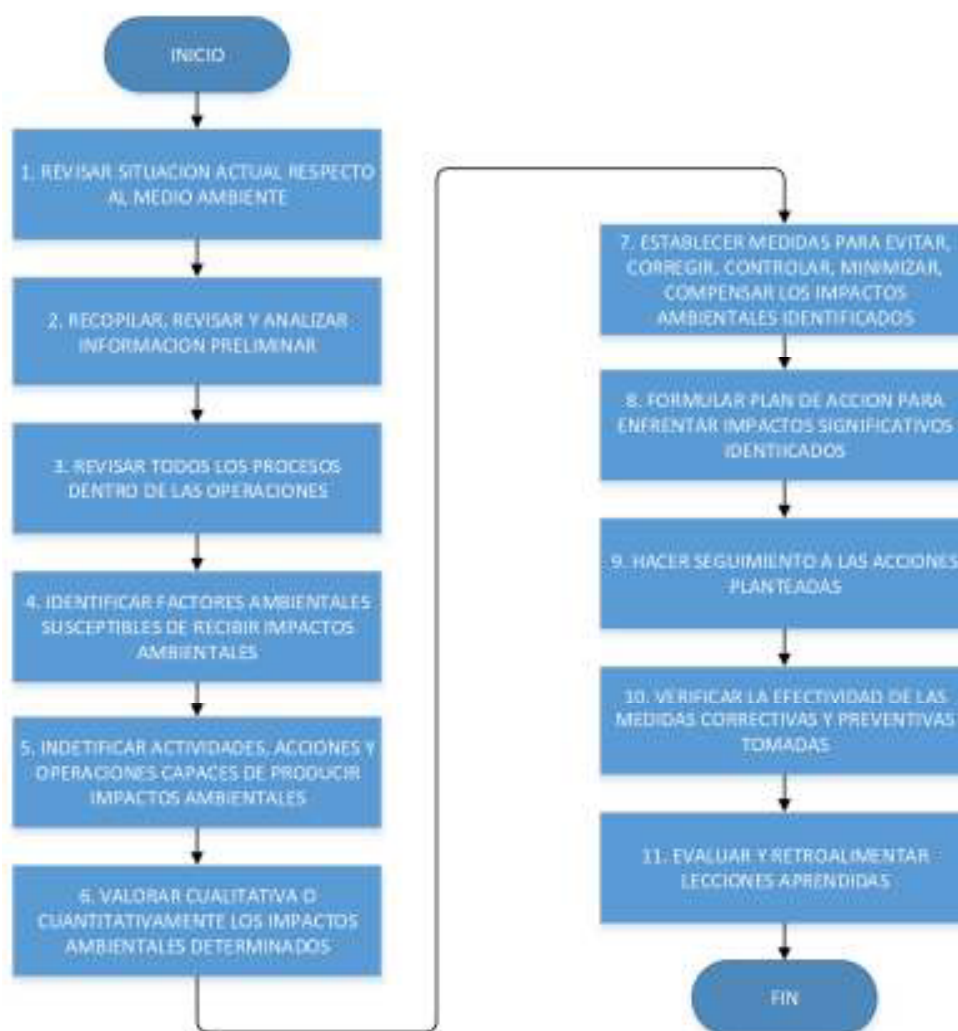 INICIO
1. REVISAR SITUACION ACTUAL RESPECTO
AL MEDIO AMBIENTE
2. RECOPILAR, REVISAR Y ANALIZAR
INFORMACION PRELIMINAR
3. REVISAR TODOS LOS PROCESOS
DENTRO DE LAS OPERACIONES
4. IDENTIFICAR FACTORES AMBIENTALES
SUSCEPTIBLES DE RECIBIR IMPACTOS
AMBIENTALES
5. INDETIFICAR ACTIVIDADES, ACCIONES Y
OPERACIONES CAPACES DE PRODUCIR
IMPACTOS AMBIENTALES
6. VALORAR CUALITATIVA O
CUANTITATIVAMENTE LOS IMPACTOS
AMBIENTALES DETERMINADOS
7. ESTABLECER MEDIDAS PARA EVITAR,
CORREGIR, CONTROLAR, MINIMIZAR,
COMPENSAR LOS IMPACTOS
AMBIENTALES IDENTIFICADOS
8. FORMULAR PLAN DE ACCION PARA
ENFRENTAR IMPACTOS SIGNIFICATIVOS
IDENTIICADOS
9. HACER SEGUIMIENTO A LAS ACCIONES
PLANTEADAS
10. VERIFICAR LA EFECTIVIDAD DE LAS
MEDIDAS CORRECTIVAS Y PREVENTIVAS
TOMADAS
11. EVALUAR Y RETROALIMENTAR
LECCIONES APRENDIDAS
FIN